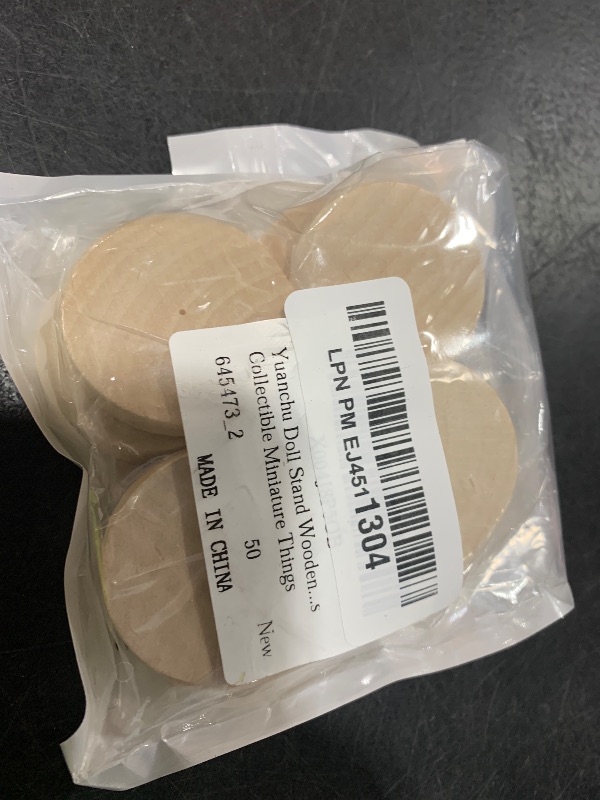 LPN PM EJ4511304
Yuanchu Doll Stand Wooden...s
Collectible Miniature Things
50 New
645473_2
MADE IN CHINA